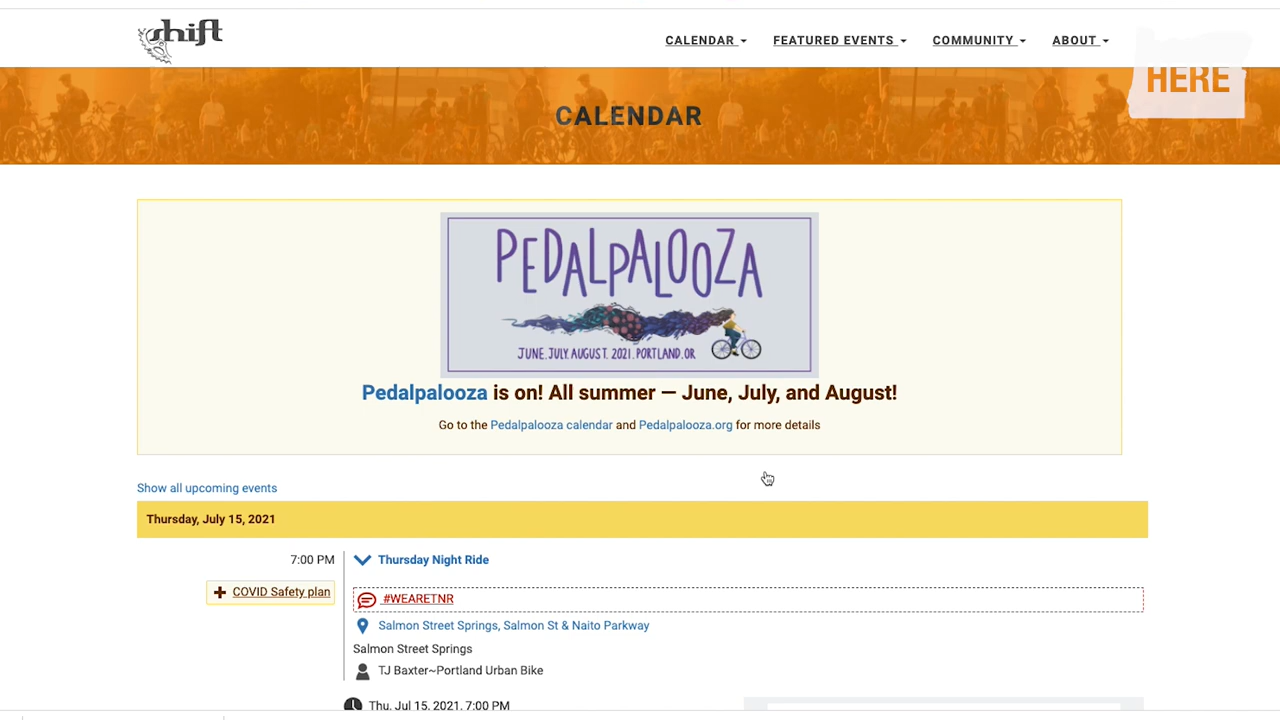 shift
CALENDAR
FEATURED EVENTS
COMMUNITY
ABOUT
HERE
CALENDAR
PEDALPALOOZA
JUNE.JULY.AUGUST. 2021. PORTLAND.OR
Pedalpalooza is on! All summer — June, July, and August!
Go to the Pedalpalooza calendar and Pedalpalooza.org for more details
Show all upcoming events
Thursday, July 15, 2021
7:00 PM
Thursday Night Ride
COVID Safety plan
#WEARETNR
Salmon Street Springs, Salmon St & Naito Parkway
Salmon Street Springs
TJ Baxter~Portland Urban Bike
Thu, Jul 15, 2021, 7:00 PM